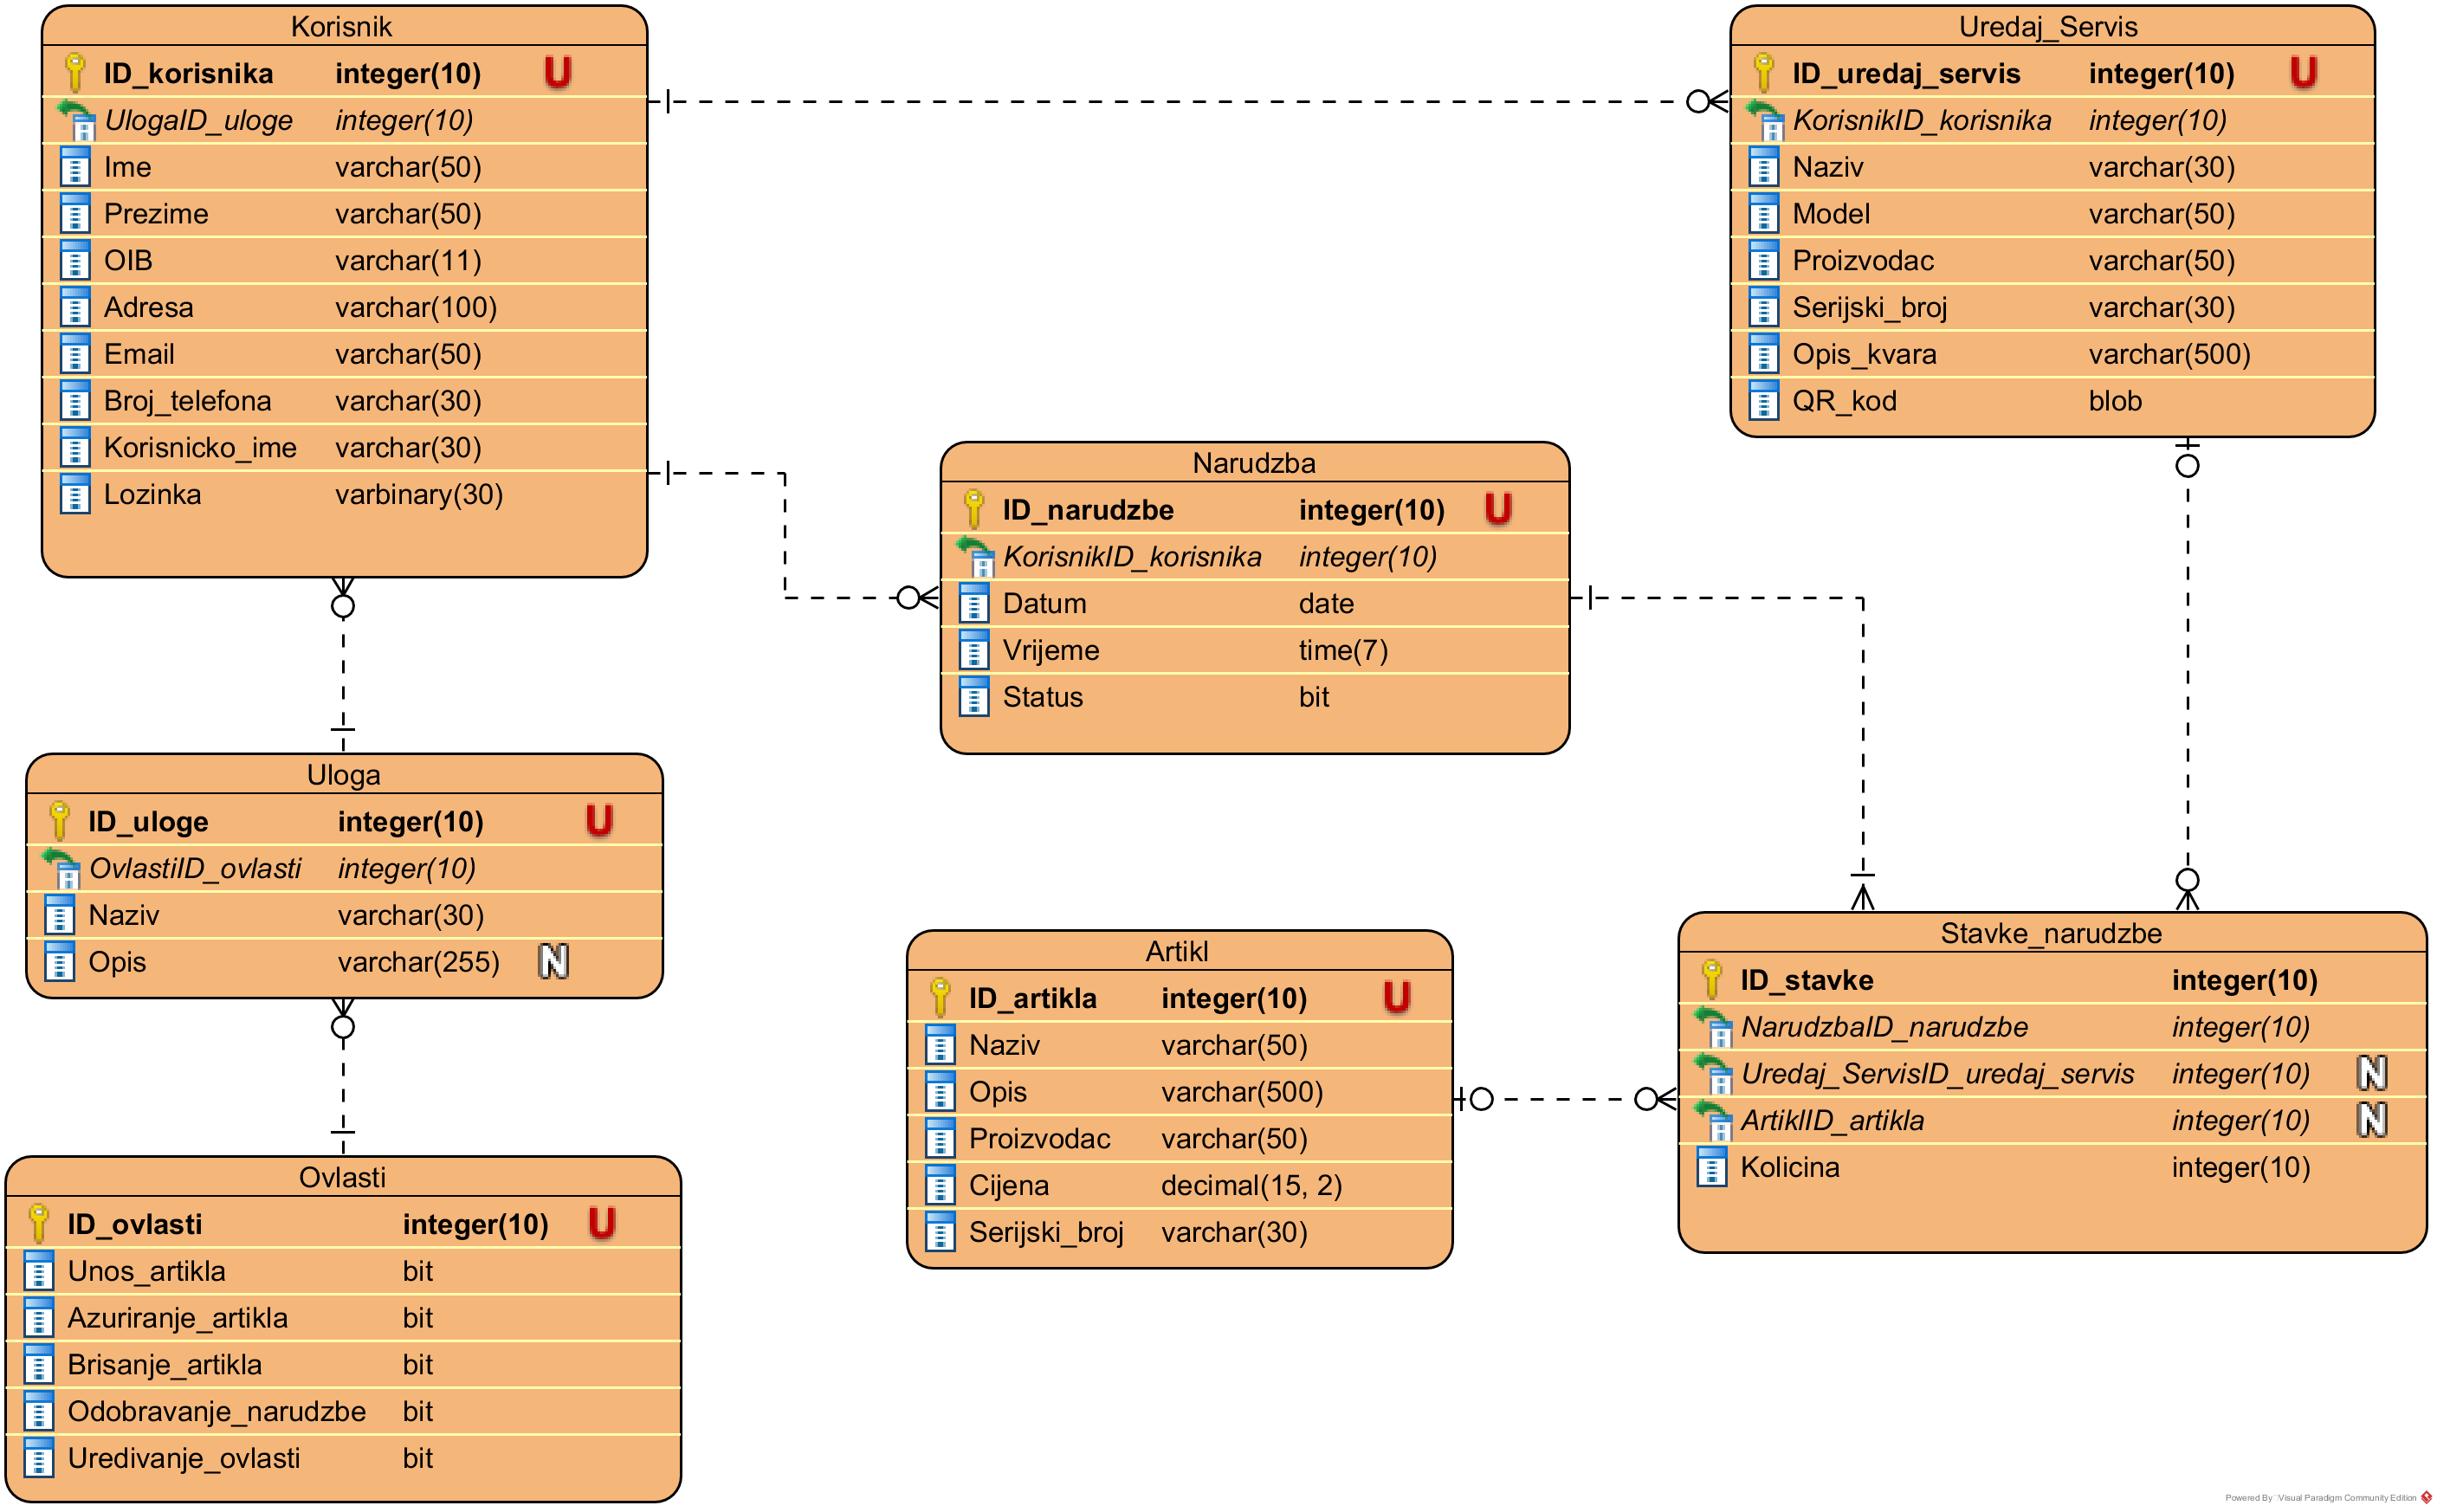 Korisnik
ID_korisnika integer(10) U
UlogaID_uloge integer(10)
Ime varchar(50)
Prezime varchar(50)
OIB varchar(11)
Adresa varchar(100)
Email varchar(50)
Broj_telefona varchar(30)
Korisnicko_ime varchar(30)
Lozinka varbinary(30)
Uredaj_Servis
ID_uredaj_servis integer(10) U
KorisnikID_korisnika integer(10)
Naziv varchar(30)
Model varchar(50)
Proizvodac varchar(50)
Serijski_broj varchar(30)
Opis_kvara varchar(500)
QR_kod blob
Narudzba
ID_narudzbe integer(10) U
KorisnikID_korisnika integer(10)
Datum date
Vrijeme time(7)
Status bit
Uloga
ID_uloge integer(10) U
OvlastiID_ovlasti integer(10)
Naziv varchar(30)
Opis varchar(255) N
Artikl
ID_artikla integer(10) U
Naziv varchar(50)
Opis varchar(500)
Proizvodac varchar(50)
Cijena decimal(15, 2)
Serijski_broj varchar(30)
Stavke_narudzbe
ID_stavke integer(10)
NarudzbaID_narudzbe integer(10)
Uredaj_ServisID_uredaj_servis integer(10) N
ArtiklID_artikla integer(10) N
Kolicina integer(10)
Ovlasti
ID_ovlasti integer(10) U
Unos_artikla bit
Azuriranje_artikla bit
Brisanje_artikla bit
Odobravanje_narudzbe bit
Uredivanje_ovlasti bit
Powered By Visual Paradigm Community Edition